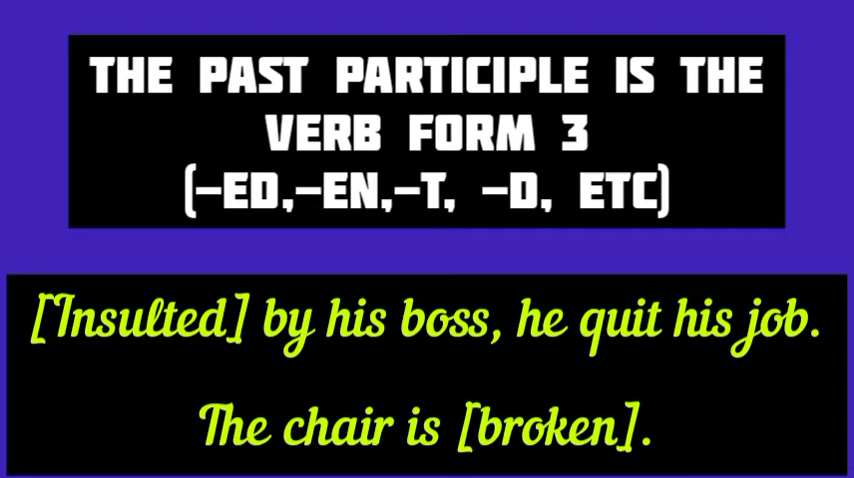 THE PAST PARTICIPLE IS THE
VERB FORM 3
(-ED,-EN,-T, -D, ETC)
[Insulted] by his boss, he quit his job.
The chair is [broken].